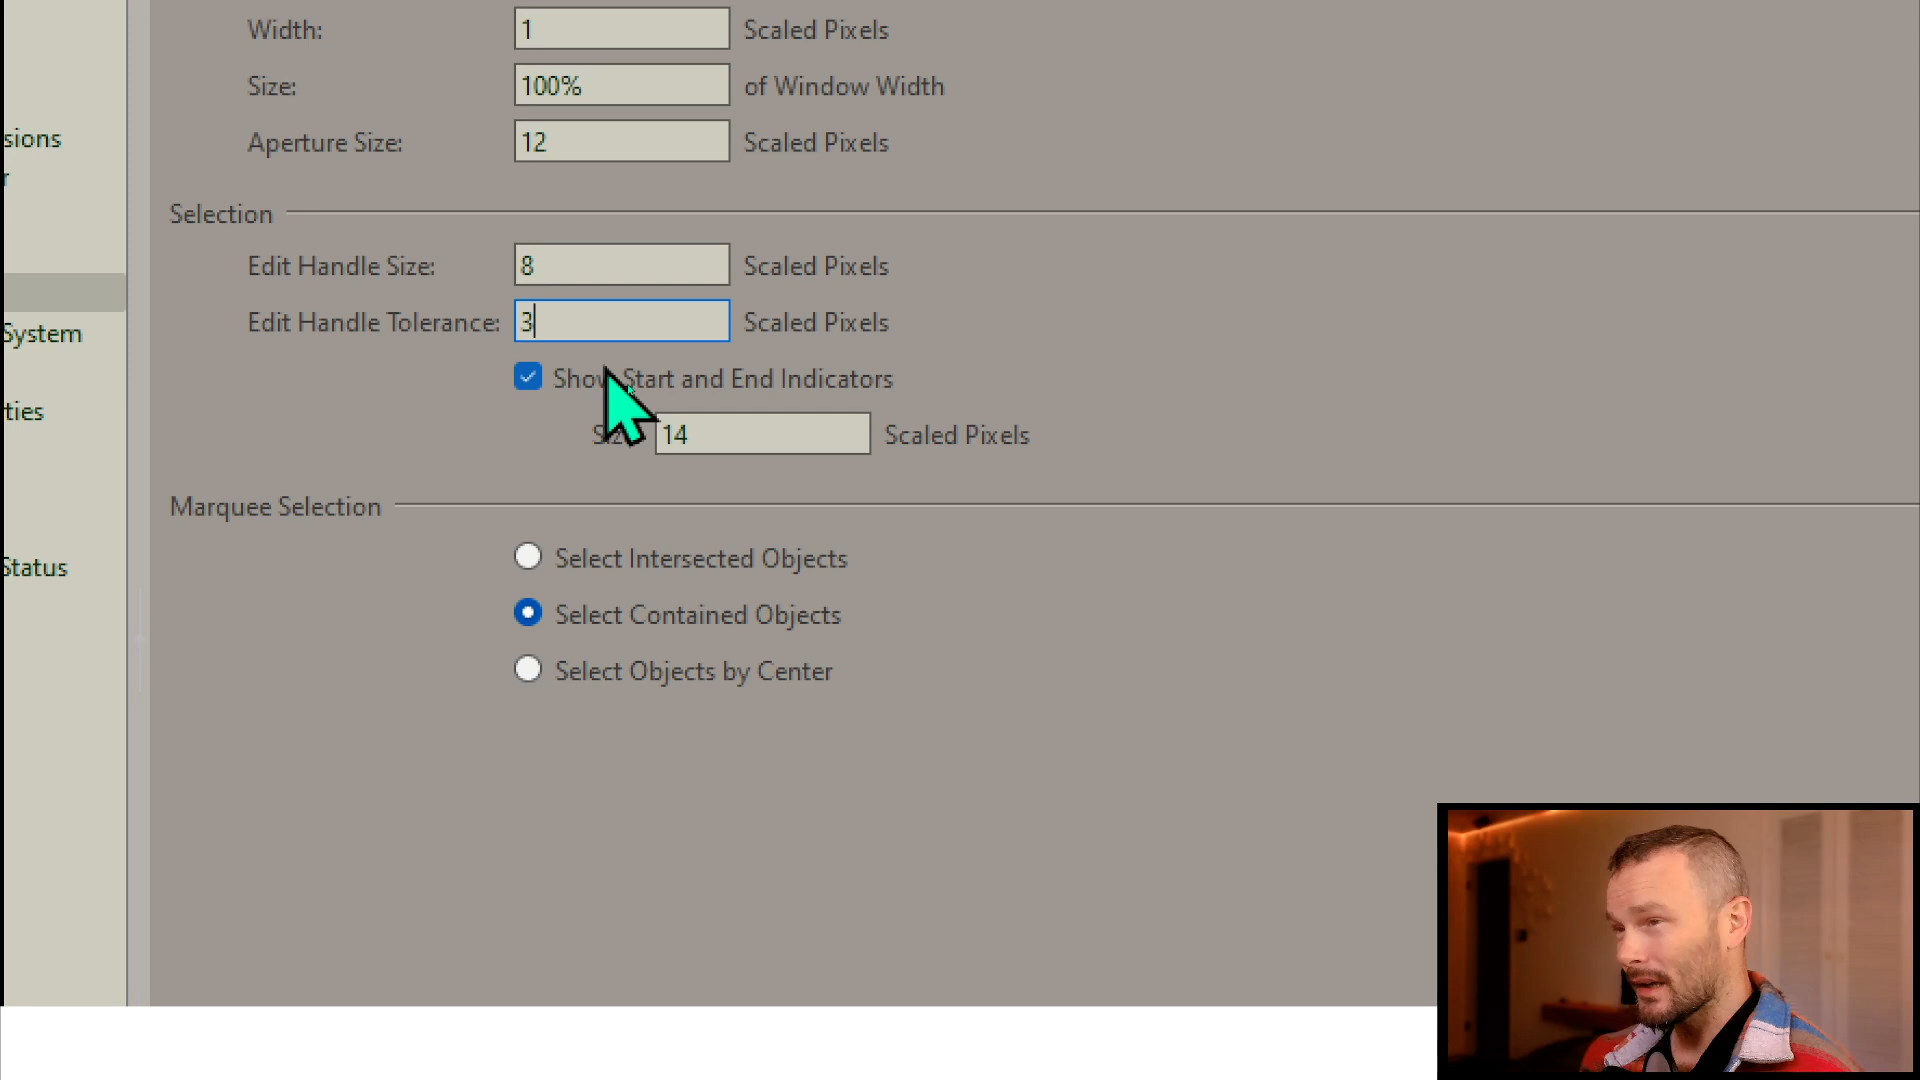 Width: 1 Scaled Pixels
Size: 100% of Window Width
Aperture Size: 12 Scaled Pixels
sions
r
Selection
Edit Handle Size: 8 Scaled Pixels
System
Edit Handle Tolerance: 3 Scaled Pixels
Show Start and End Indicators
ties
14 Scaled Pixels
Marquee Selection
Select Intersected Objects
Status
Select Contained Objects
Select Objects by Center